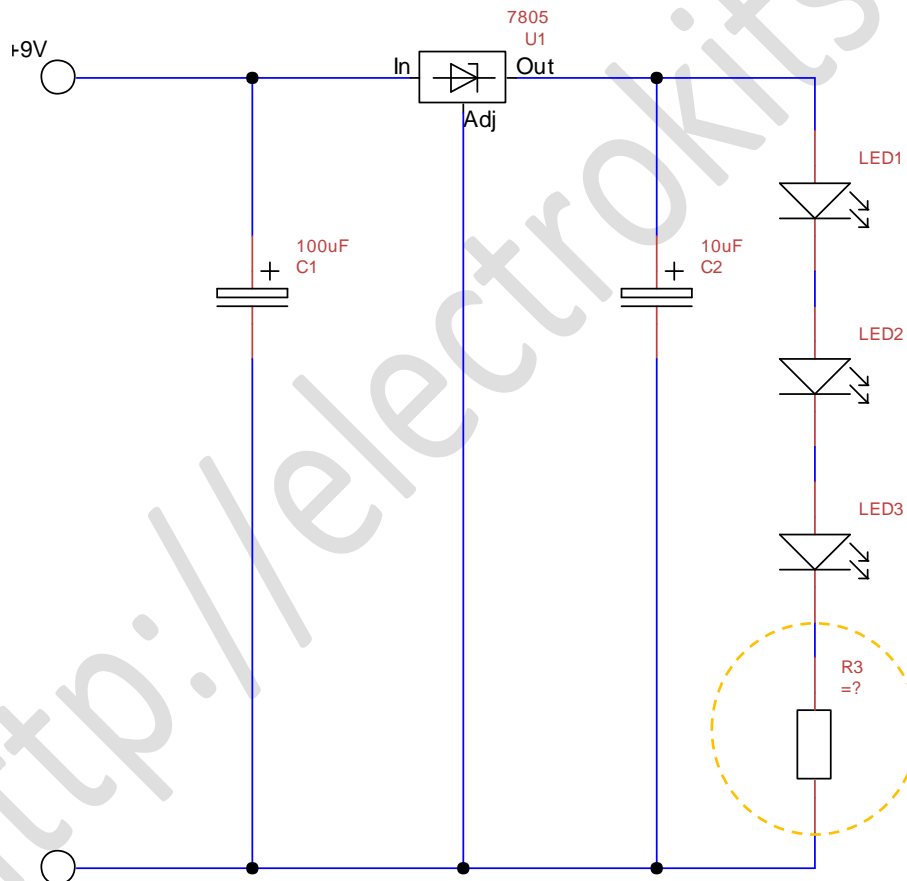 7805
U1
+9V
In
Out
Adj
LED1
100uF
C1
+
10uF
C2
+
LED2
LED3
R3
=?
http://electrokits